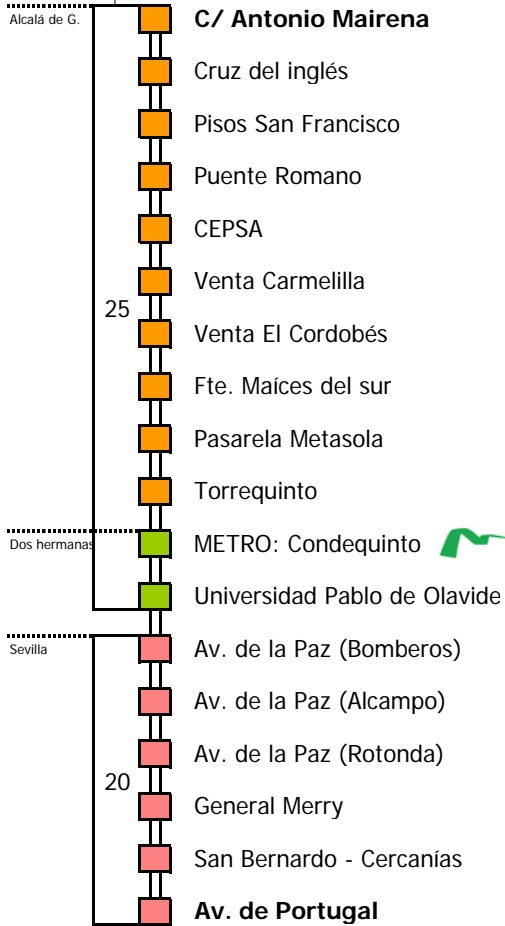 Alcalá de G.
C/ Antonio Mairena
Cruz del inglés
Pisos San Francisco
Puente Romano
CEPSA
Venta Carmelilla
25
Venta El Cordobés
Fte. Maíces del sur
Pasarela Metasola
Torrequinto
Dos hermanas
METRO: Condequinto
Universidad Pablo de Olavide
Sevilla
Av. de la Paz (Bomberos)
Av. de la Paz (Alcampo)
Av. de la Paz (Rotonda)
20
General Merry
San Bernardo - Cercanías
Av. de Portugal